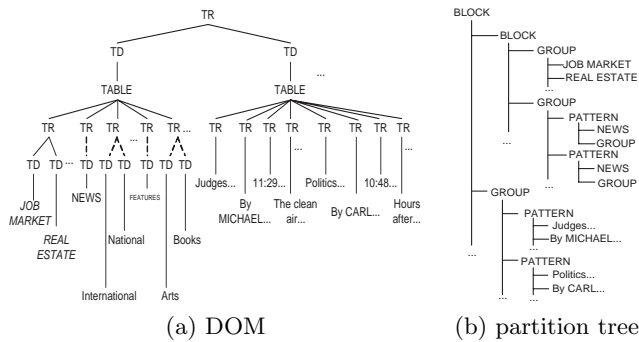 TR
TD TD
...
TABLE TABLE
TR TR TR TR TR... TR TR TR TR TR TR TR TR
... ... ...
TD TD ... TD TD TD TD TD TD
Judges... 11:29... Politics... 10:48...
JOB MARKET NEWS FEATURES By MICHAEL... The clean air... By CARL... Hours after...
REAL ESTATE National Books
International Arts
(a) DOM
BLOCK
BLOCK
GROUP
JOB MARKET
REAL ESTATE
...
GROUP
PATTERN
NEWS
GROUP
PATTERN
NEWS
GROUP
...
...
GROUP
PATTERN
Judges...
By MICHAEL...
...
PATTERN
Politics...
By CARL...
...
...
...
(b) partition tree